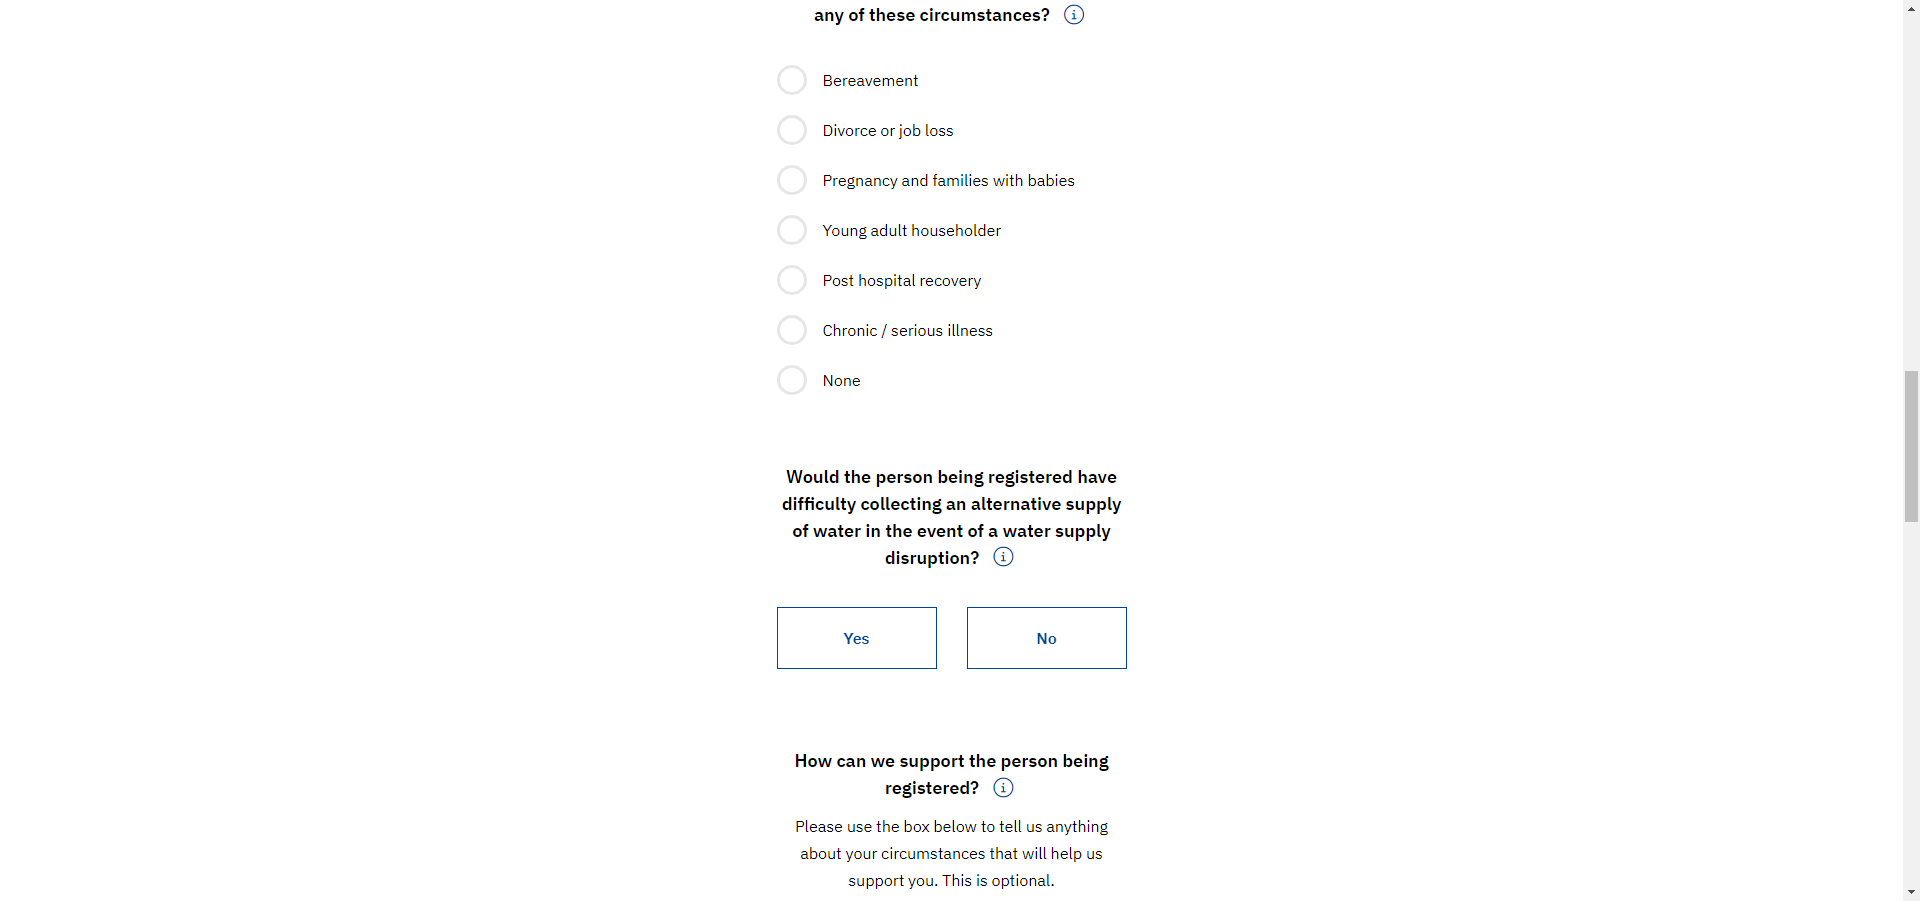 any of these circumstances?
Bereavement
Divorce or job loss
Pregnancy and families with babies
Young adult householder
Post hospital recovery
Chronic / serious illness
None
Would the person being registered have
difficulty collecting an alternative supply
of water in the event of a water supply
disruption?
Yes
No
How can we support the person being
registered?
Please use the box below to tell us anything
about your circumstances that will help us
support you. This is optional.